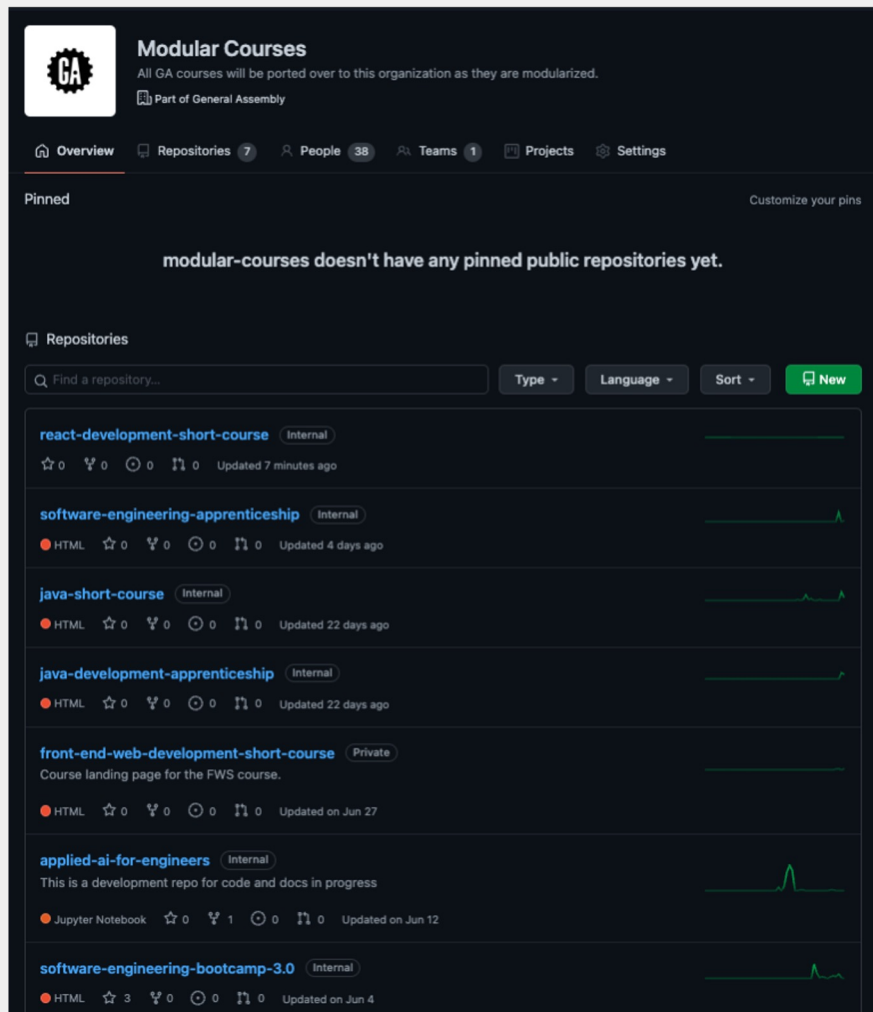 GA
Modular Courses
All GA courses will be ported over to this organization as they are modularized.
Part of General Assembly
Overview Repositories 7 People 38 Teams 1 Projects Settings
Pinned Customize your pins
modular-courses doesn't have any pinned public repositories yet.
Repositories
Find a repository... Type Language Sort New
react-development-short-course Internal
0 0 0 0 Updated 7 minutes ago
software-engineering-apprenticeship Internal
HTML 0 0 0 0 Updated 4 days ago
java-short-course Internal
HTML 0 0 0 0 Updated 22 days ago
java-development-apprenticeship Internal
HTML 0 0 0 0 Updated 22 days ago
front-end-web-development-short-course Private
Course landing page for the FWS course.
HTML 0 0 0 0 Updated on Jun 27
applied-ai-for-engineers Internal
This is a development repo for code and docs in progress
Jupyter Notebook 0 1 0 0 Updated on Jun 12
software-engineering-bootcamp-3.0 Internal
HTML 3 0 0 0 Updated on Jun 4